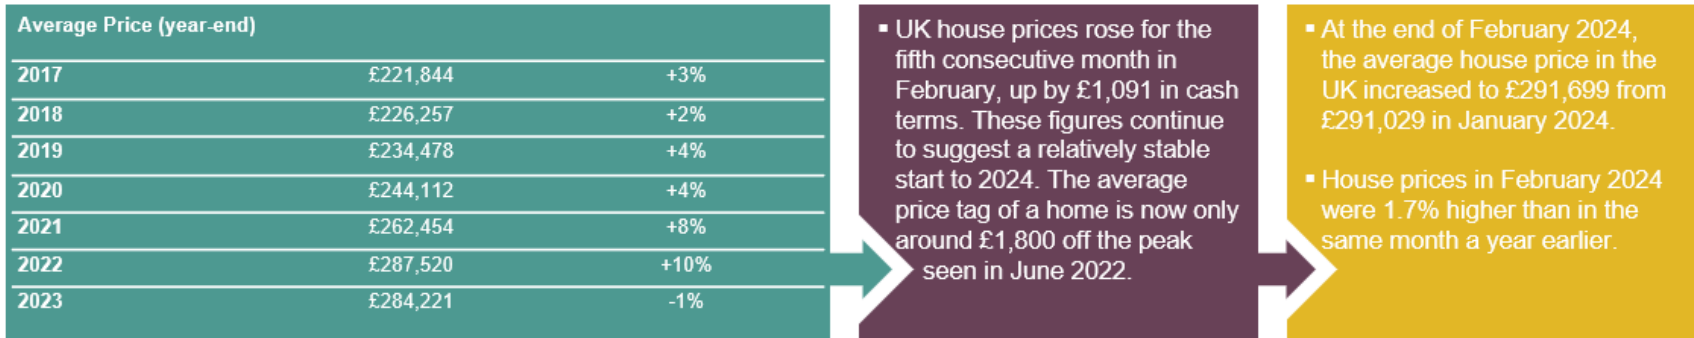 Average Price (year-end)
2017 £221,844 +3%
2018 £226,257 +2%
2019 £234,478 +4%
2020 £244,112 +4%
2021 £262,454 +8%
2022 £287,520 +10%
2023 £284,221 -1%
▪ UK house prices rose for the
fifth consecutive month in
February, up by £1,091 in cash
terms. These figures continue
to suggest a relatively stable
start to 2024. The average
price tag of a home is now only
around £1,800 off the peak
seen in June 2022.
▪ At the end of February 2024,
the average house price in the
UK increased to £291,699 from
£291,029 in January 2024.
▪ House prices in February 2024
were 1.7% higher than in the
same month a year earlier.